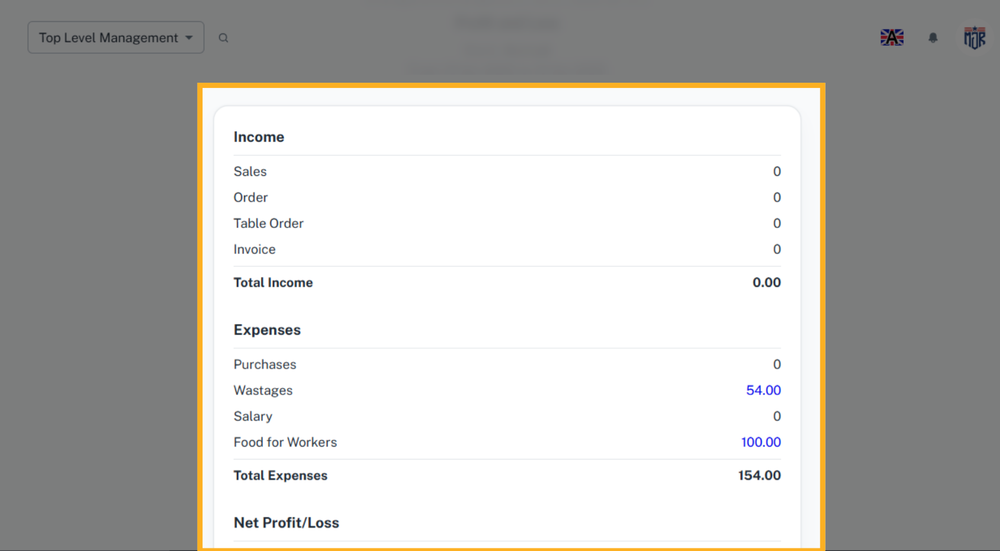 Top Level Management
A
MJR
Income
Sales 0
Order 0
Table Order 0
Invoice 0
Total Income 0.00
Expenses
Purchases 0
Wastages 54.00
Salary 0
Food for Workers 100.00
Total Expenses 154.00
Net Profit/Loss